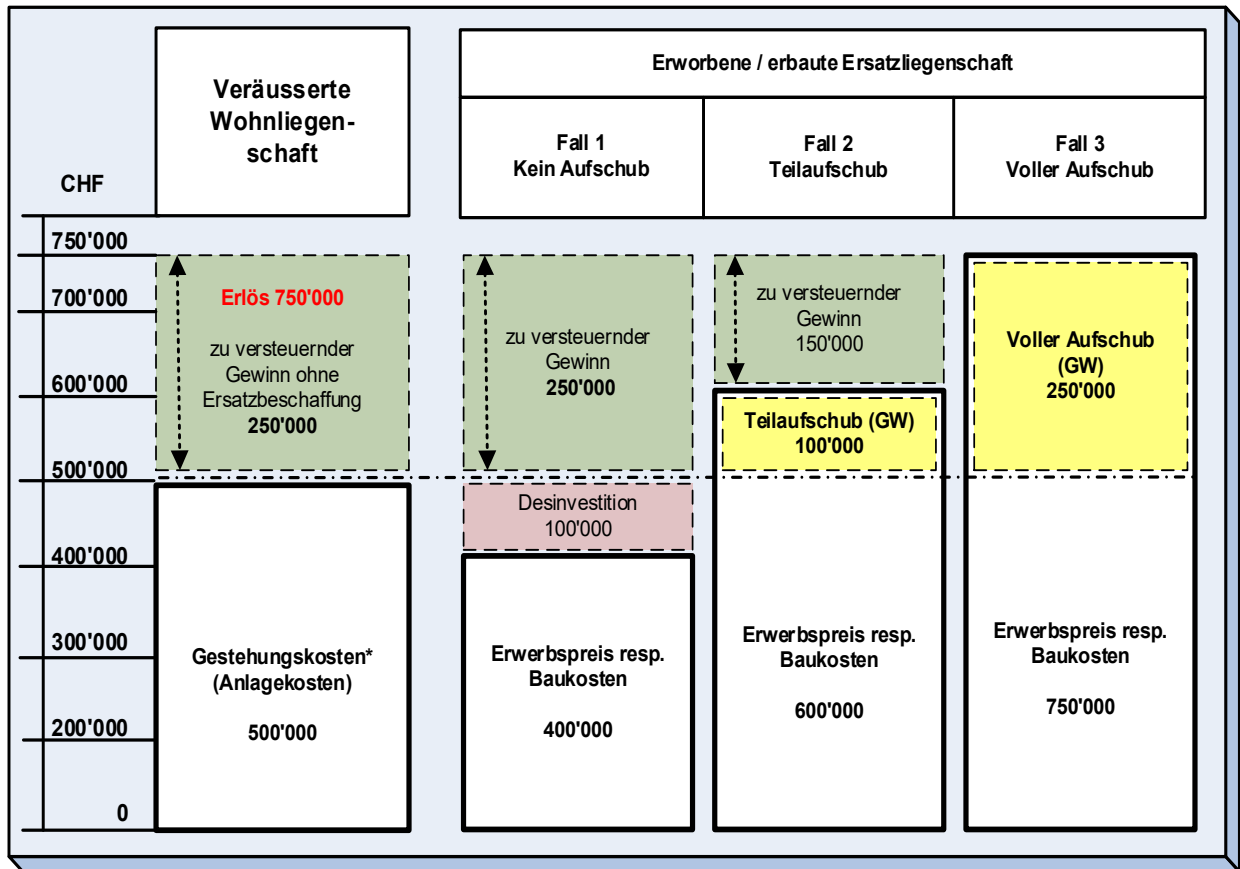 Veräusserte
Wohnliegen-
schaft
Erworbene / erbaute Ersatzliegenschaft
Fall 1
Kein Aufschub
Fall 2
Teilaufschub
Fall 3
Voller Aufschub
CHF
750'000
700'000
600'000
500'000
400'000
300'000
200'000
0
Erlös 750'000
zu versteuernder
Gewinn ohne
Ersatzbeschaffung
250'000
Gestehungskosten*
(Anlagekosten)
500'000
zu versteuernder
Gewinn
250'000
Desinvestition
100'000
Erwerbspreis resp.
Baukosten
400'000
zu versteuernder
Gewinn
150'000
Teilaufschub (GW)
100'000
Erwerbspreis resp.
Baukosten
600'000
Voller Aufschub
(GW)
250'000
Erwerbspreis resp.
Baukosten
750'000